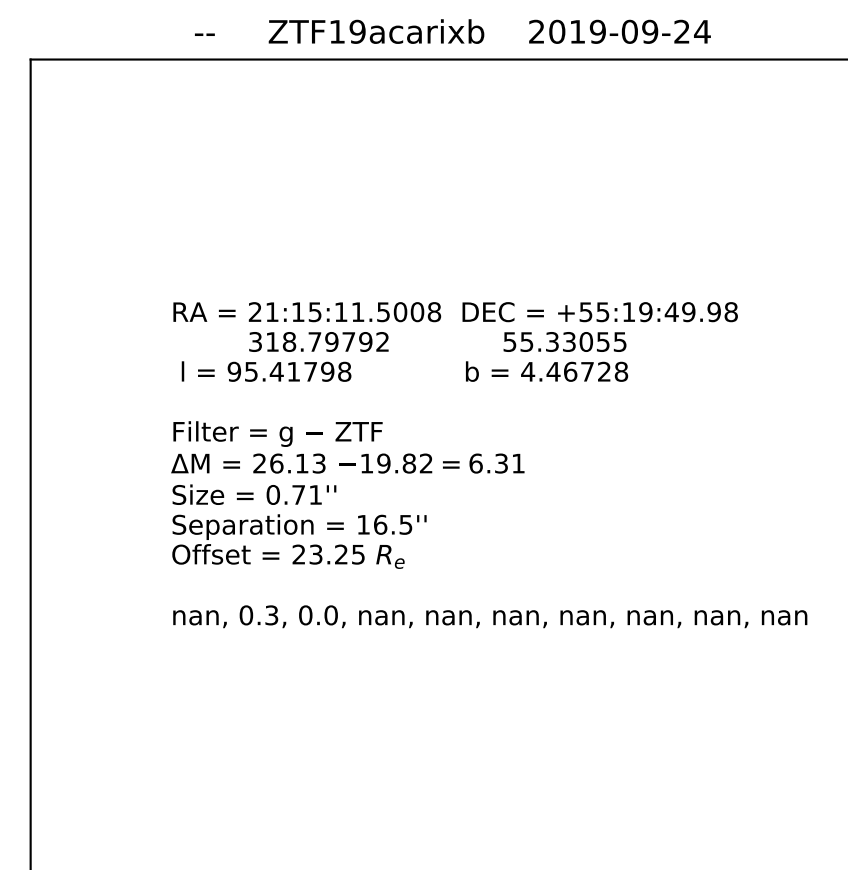 -- ZTF19acarixb 2019-09-24
RA = 21:15:11.5008 DEC = +55:19:49.98
318.79792 55.33055
l = 95.41798 b = 4.46728
Filter = g − ZTF
ΔM = 26.13 −19.82 = 6.31
Size = 0.71''
Separation = 16.5''
Offset = 23.25 Re
nan, 0.3, 0.0, nan, nan, nan, nan, nan, nan, nan